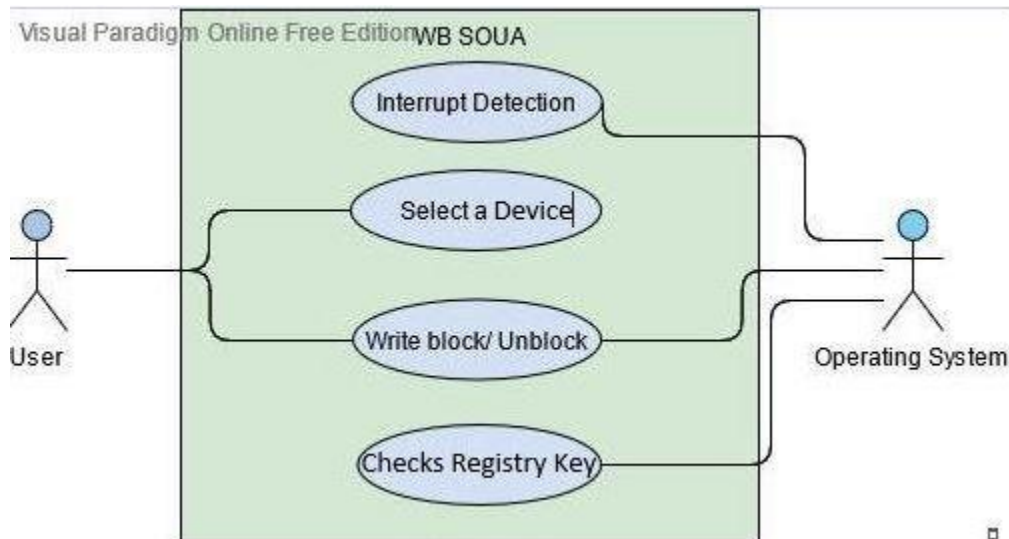 Visual Paradigm Online Free Edition
WB SOUA
Interrupt Detection
Select a Device
Write block/ Unblock
Checks Registry Key
User
Operating System